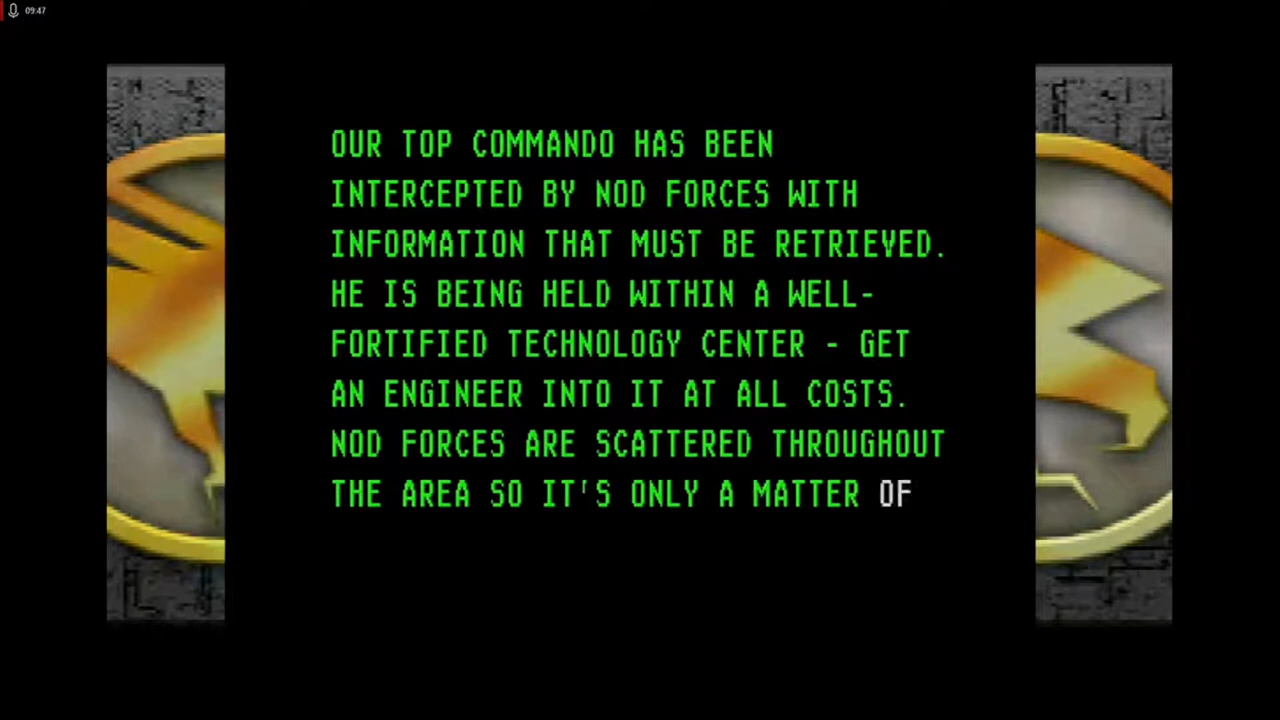 09:47
OUR TOP COMMANDO HAS BEEN
INTERCEPTED BY NOD FORCES WITH
INFORMATION THAT MUST BE RETRIEVED.
HE IS BEING HELD WITHIN A WELL-
FORTIFIED TECHNOLOGY CENTER - GET
AN ENGINEER INTO IT AT ALL COSTS.
NOD FORCES ARE SCATTERED THROUGHOUT
THE AREA SO IT'S ONLY A MATTER OF